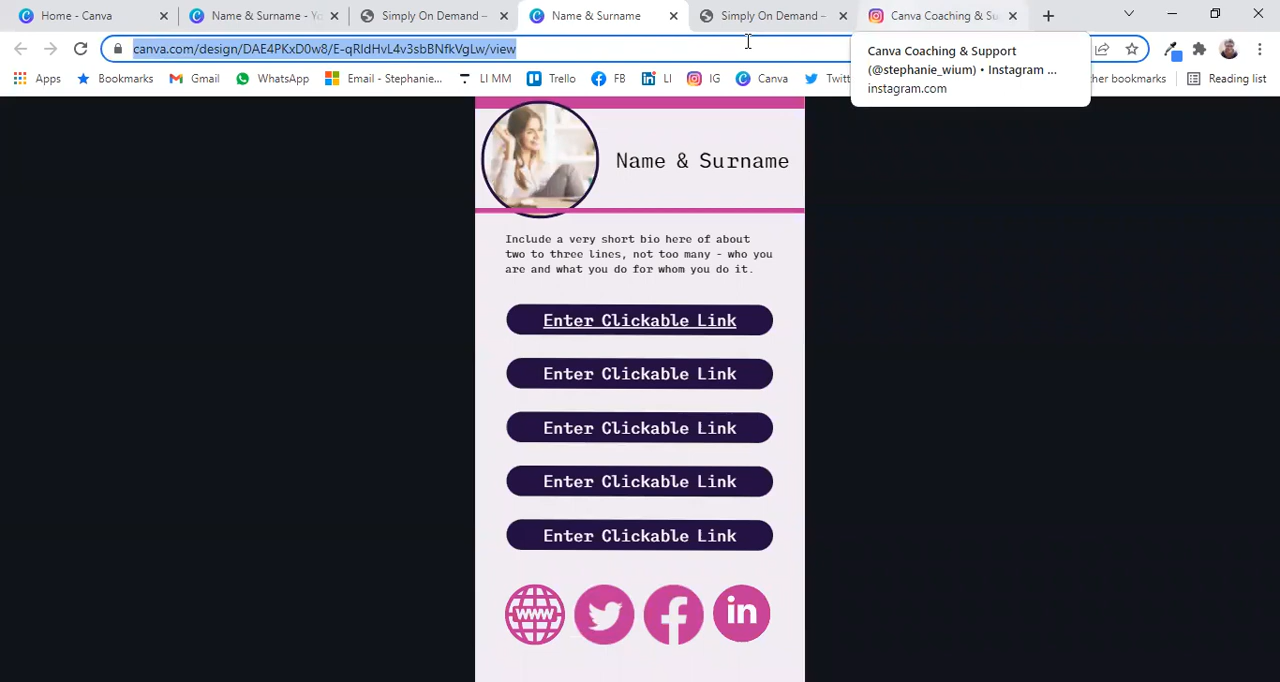 Home - Canva
Name & Surname - Yo
Simply On Demand –
Name & Surname
Simply On Demand –
Canva Coaching & Su
canva.com/design/DAE4PKxD0w8/E-qRIdHvL4v3sbBNfkVgLw/view
Canva Coaching & Support
(@stephanie_wium) • Instagram ...
instagram.com
Apps
Bookmarks
Gmail
WhatsApp
Email - Stephanie...
LI MM
Trello
FB
LI
IG
Canva
Twitt
her bookmarks
Reading list
Name & Surname
Include a very short bio here of about
two to three lines, not too many - who you
are and what you do for whom you do it.
Enter Clickable Link
Enter Clickable Link
Enter Clickable Link
Enter Clickable Link
Enter Clickable Link
www
in